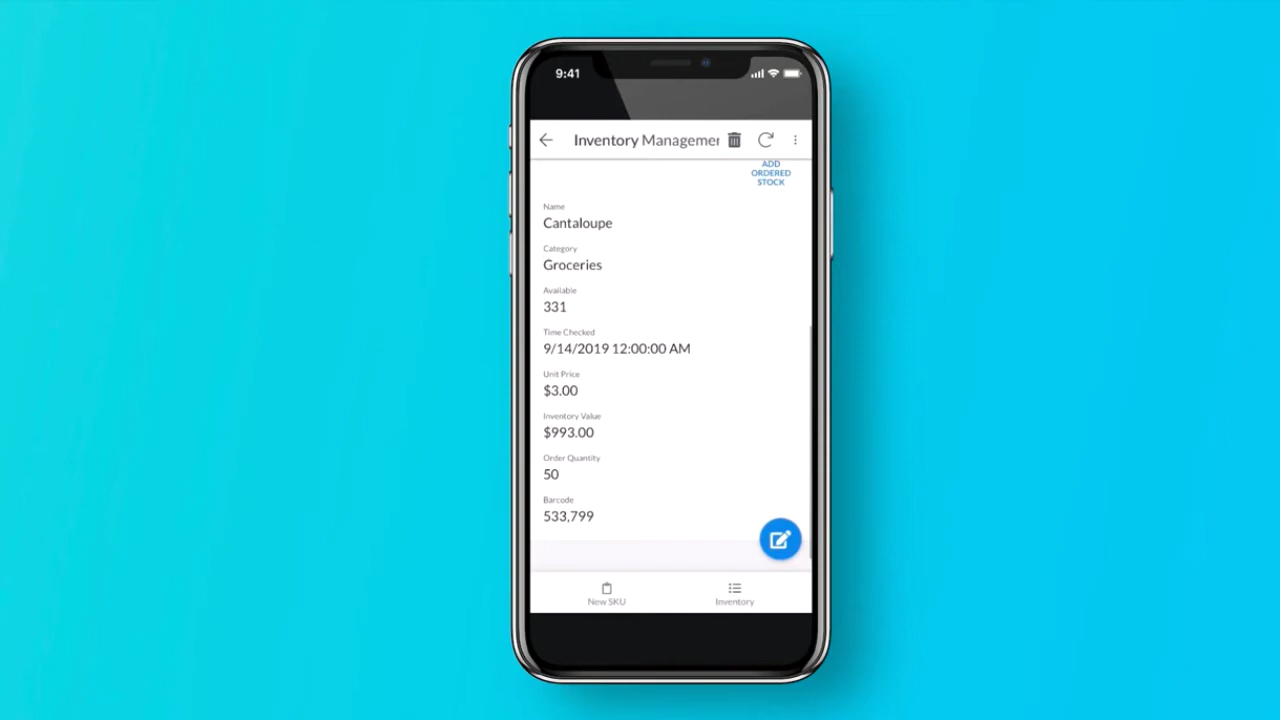 9:41
Inventory Managemer
ADD
ORDERED
STOCK
Name
Cantaloupe
Category
Groceries
Available
331
Time Checked
9/14/2019 12:00:00 AM
Unit Price
$3.00
Inventory Value
$993.00
Order Quantity
50
Barcode
533,799
New SKU
Inventory